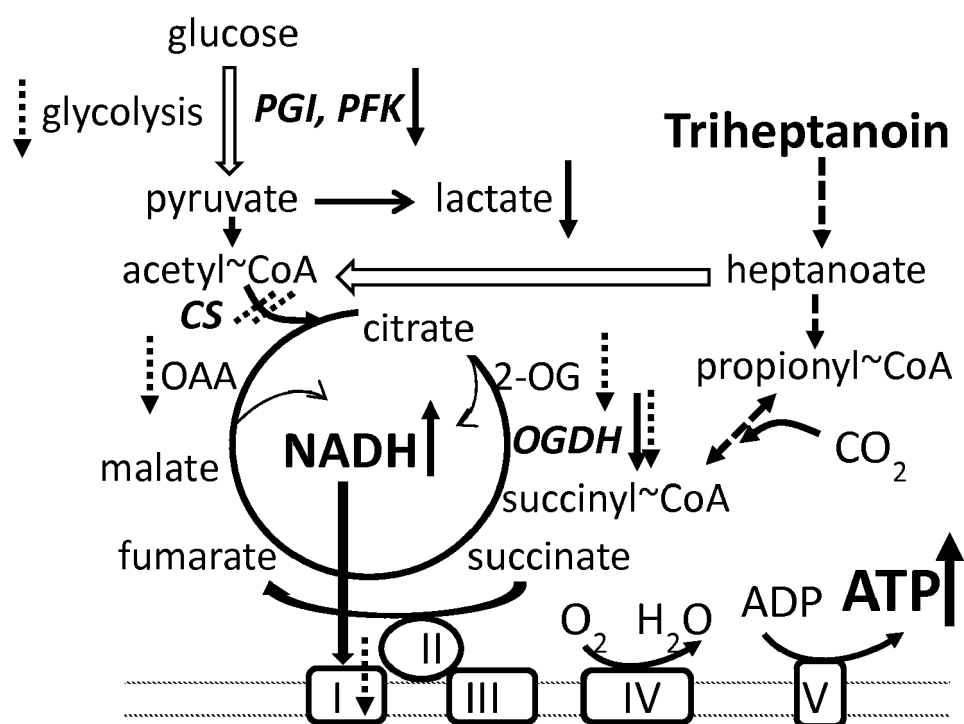 glucose
glycolysis
PGI, PFK
Triheptanoin
pyruvate
lactate
acetyl~CoA
heptanoate
CS
citrate
OAA
2-OG
propionyl~CoA
NADH
OGDH
malate
CO2
succinyl~CoA
fumarate
succinate
O2
H2O
ADP
ATP
I
II
III
IV
V